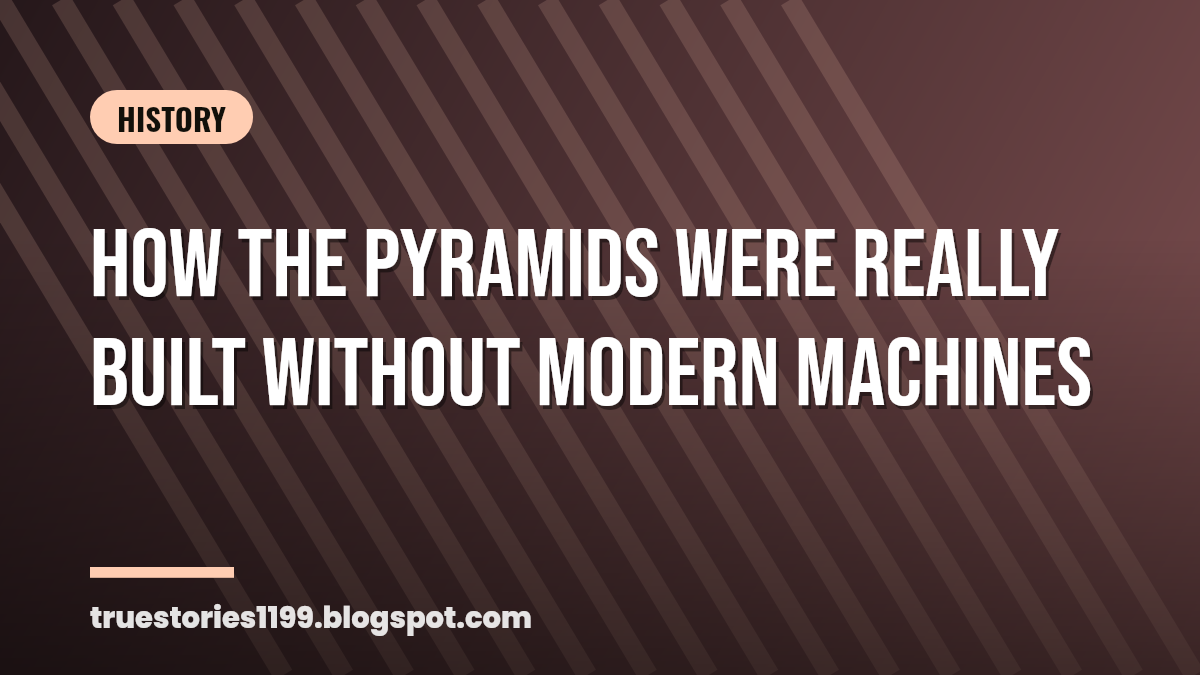 HISTORY
HOW THE PYRAMIDS WERE REALLY
BUILT WITHOUT MODERN MACHINES
truestories1199.blogspot.com